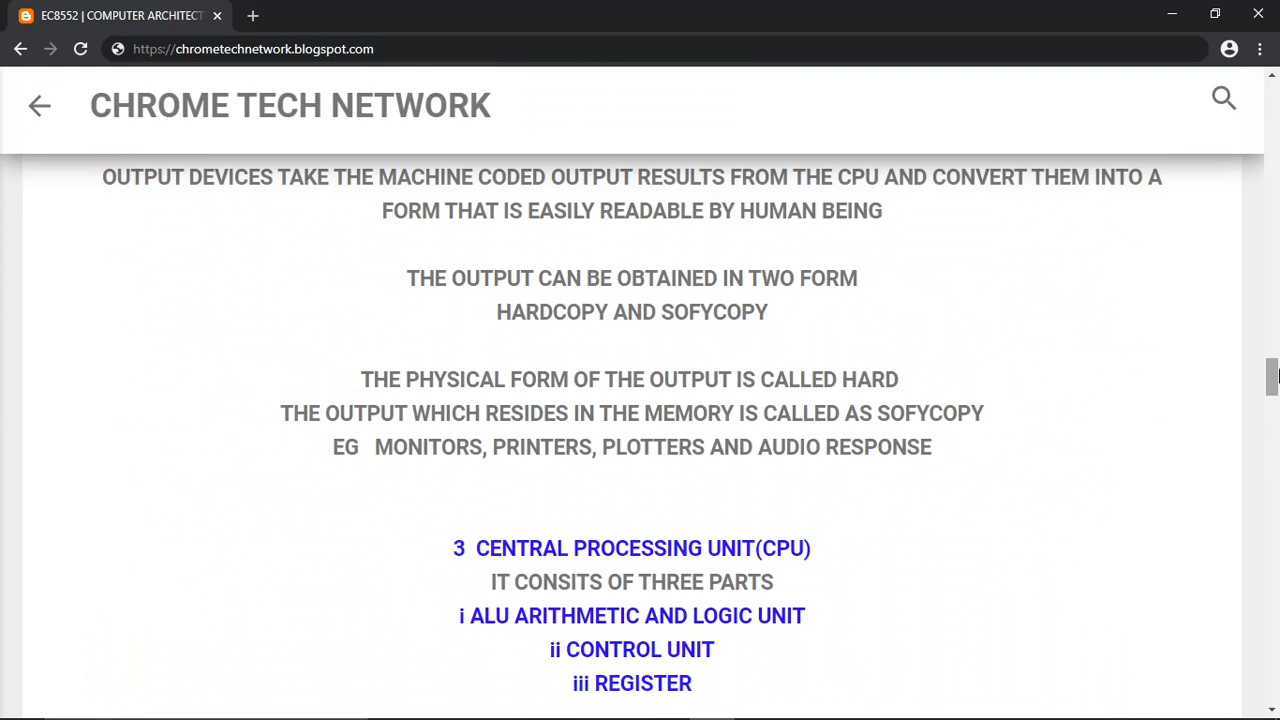 EC8552 | COMPUTER ARCHITECT
https://chrometechnetwork.blogspot.com
CHROME TECH NETWORK
OUTPUT DEVICES TAKE THE MACHINE CODED OUTPUT RESULTS FROM THE CPU AND CONVERT THEM INTO A
FORM THAT IS EASILY READABLE BY HUMAN BEING
THE OUTPUT CAN BE OBTAINED IN TWO FORM
HARDCOPY AND SOFYCOPY
THE PHYSICAL FORM OF THE OUTPUT IS CALLED HARD
THE OUTPUT WHICH RESIDES IN THE MEMORY IS CALLED AS SOFYCOPY
EG   MONITORS, PRINTERS, PLOTTERS AND AUDIO RESPONSE
3  CENTRAL PROCESSING UNIT(CPU)
IT CONSITS OF THREE PARTS
i ALU ARITHMETIC AND LOGIC UNIT
ii CONTROL UNIT
iii REGISTER